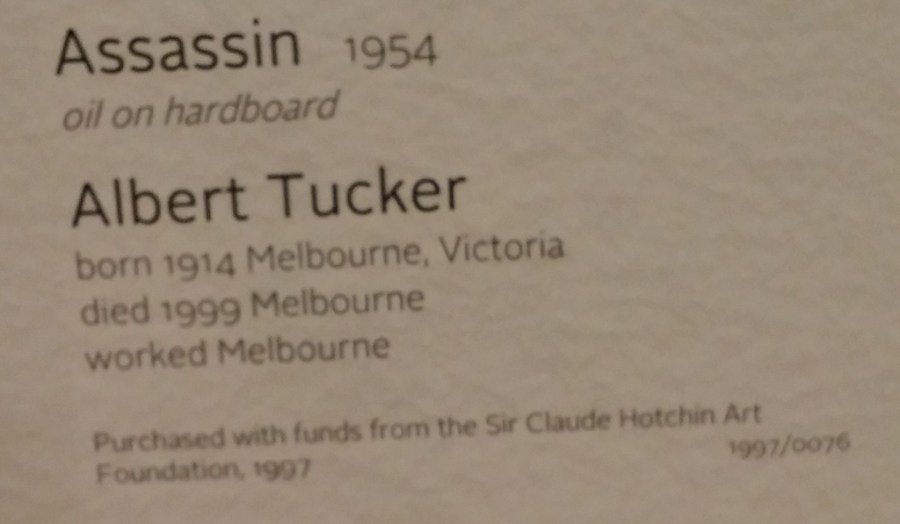 Assassin 1954
oil on hardboard
Albert Tucker
born 1914 Melbourne, Victoria
died 1999 Melbourne
worked Melbourne
Purchased with funds from the Sir Claude Hotchin Art
Foundation, 1997
1997/0076